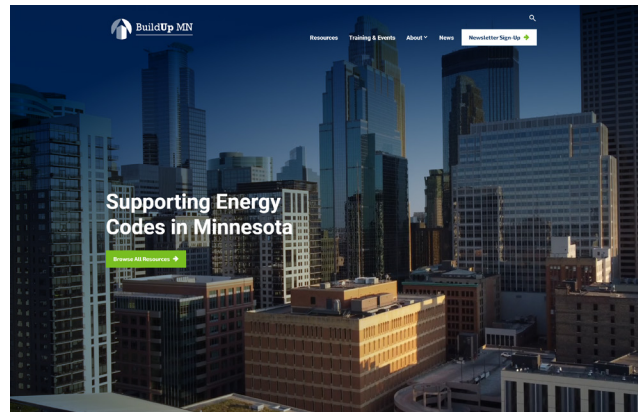 BuildUp MN
Resources Training & Events About News Newsletter Sign-Up
Supporting Energy
Codes in Minnesota
Browse All Resources